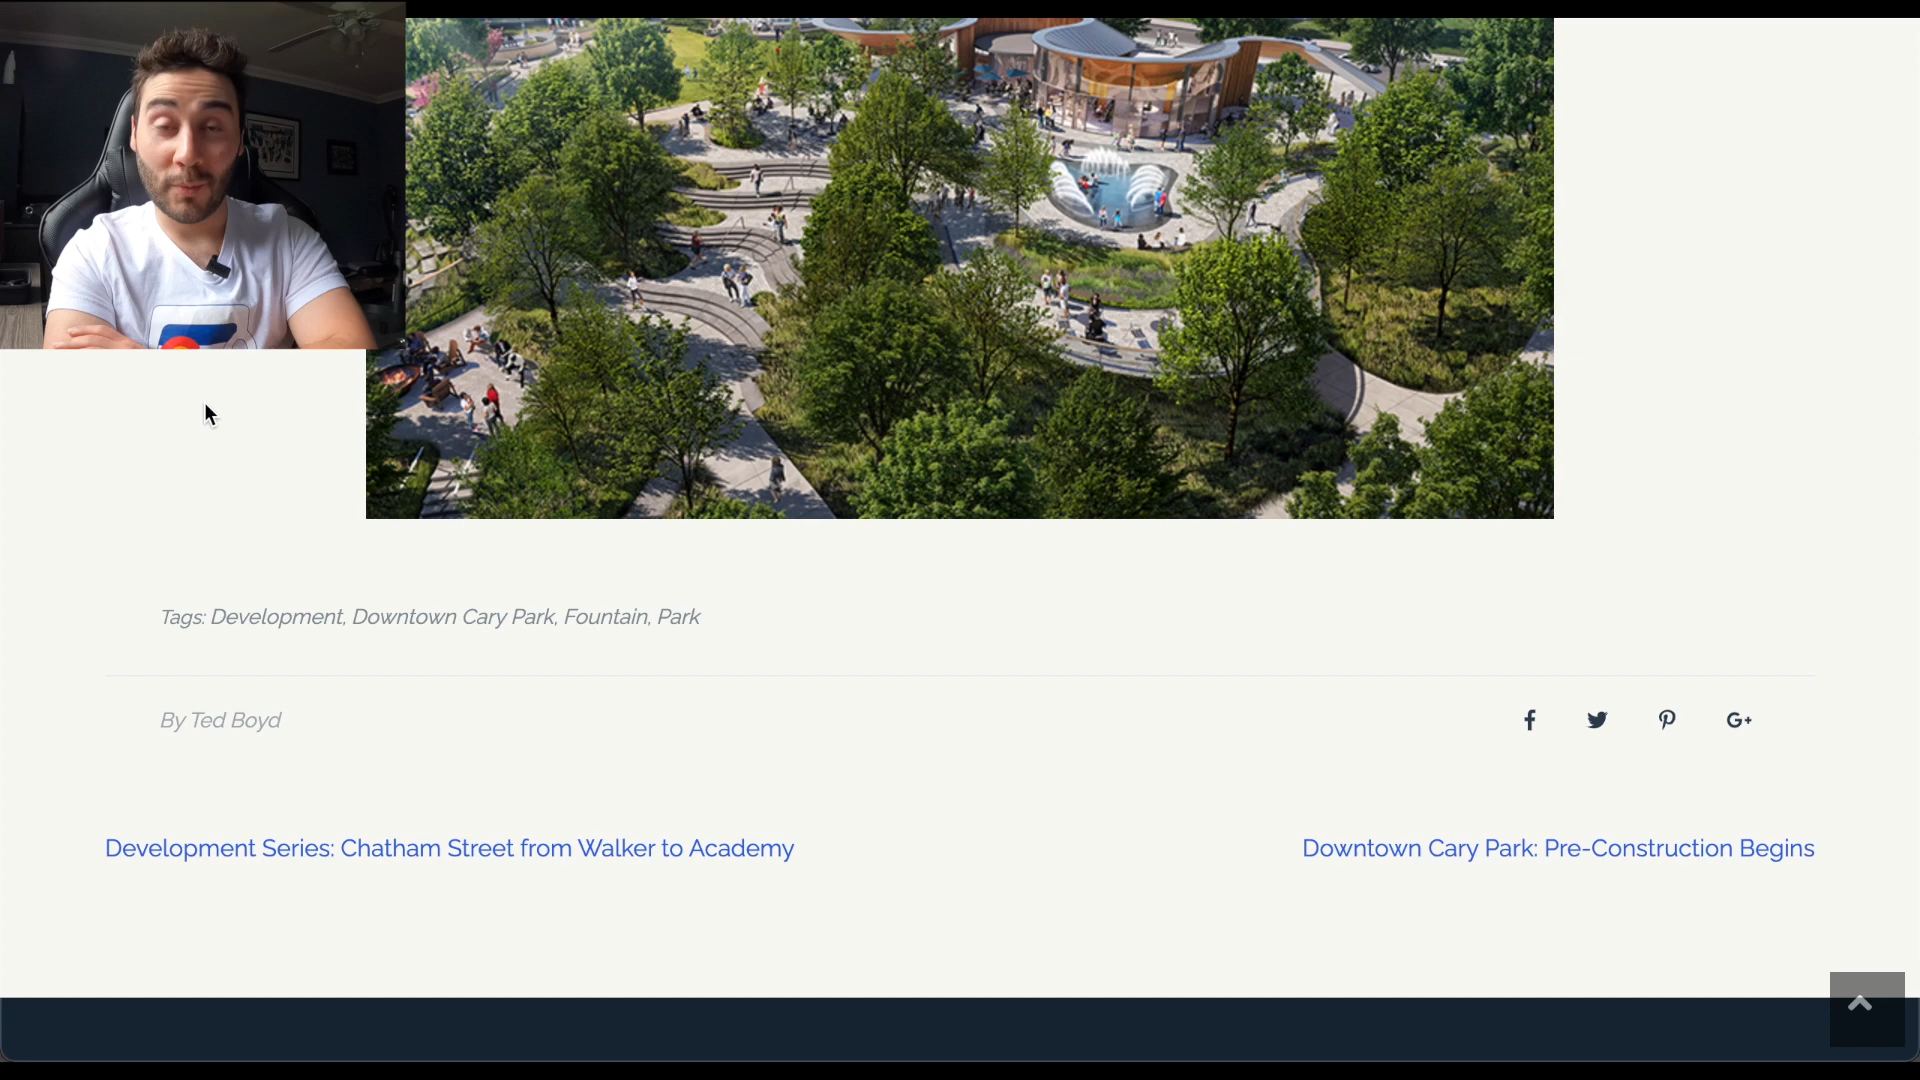 Tags: Development, Downtown Cary Park, Fountain, Park
By Ted Boyd
Development Series: Chatham Street from Walker to Academy
Downtown Cary Park: Pre-Construction Begins